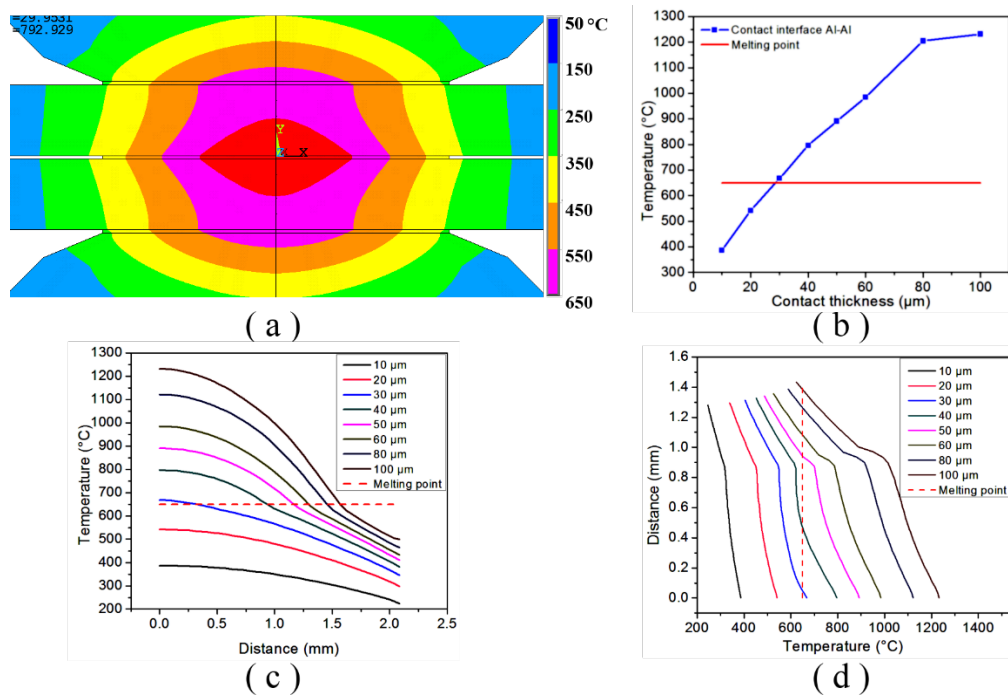 =29.9531
=792.929
50 °C
150
250
350
450
550
650
Y
Z
X
( a )
1300
1200
1100
1000
900
800
700
600
500
400
300
Temperature (°C)
0
20
40
60
80
100
Contact thickness (µm)
Contact interface Al-Al
Melting point
( b )
1300
1200
1100
1000
900
800
700
600
500
400
300
200
Temperature (°C)
0.0
0.5
1.0
1.5
2.0
2.5
Distance (mm)
10 µm
20 µm
30 µm
40 µm
50 µm
60 µm
80 µm
100 µm
Melting point
( c )
1.6
1.4
1.2
1.0
0.8
0.6
0.4
0.2
0.0
Distance (mm)
200
400
600
800
1000
1200
1400
Temperature (°C)
10 µm
20 µm
30 µm
40 µm
50 µm
60 µm
80 µm
100 µm
Melting point
( d )